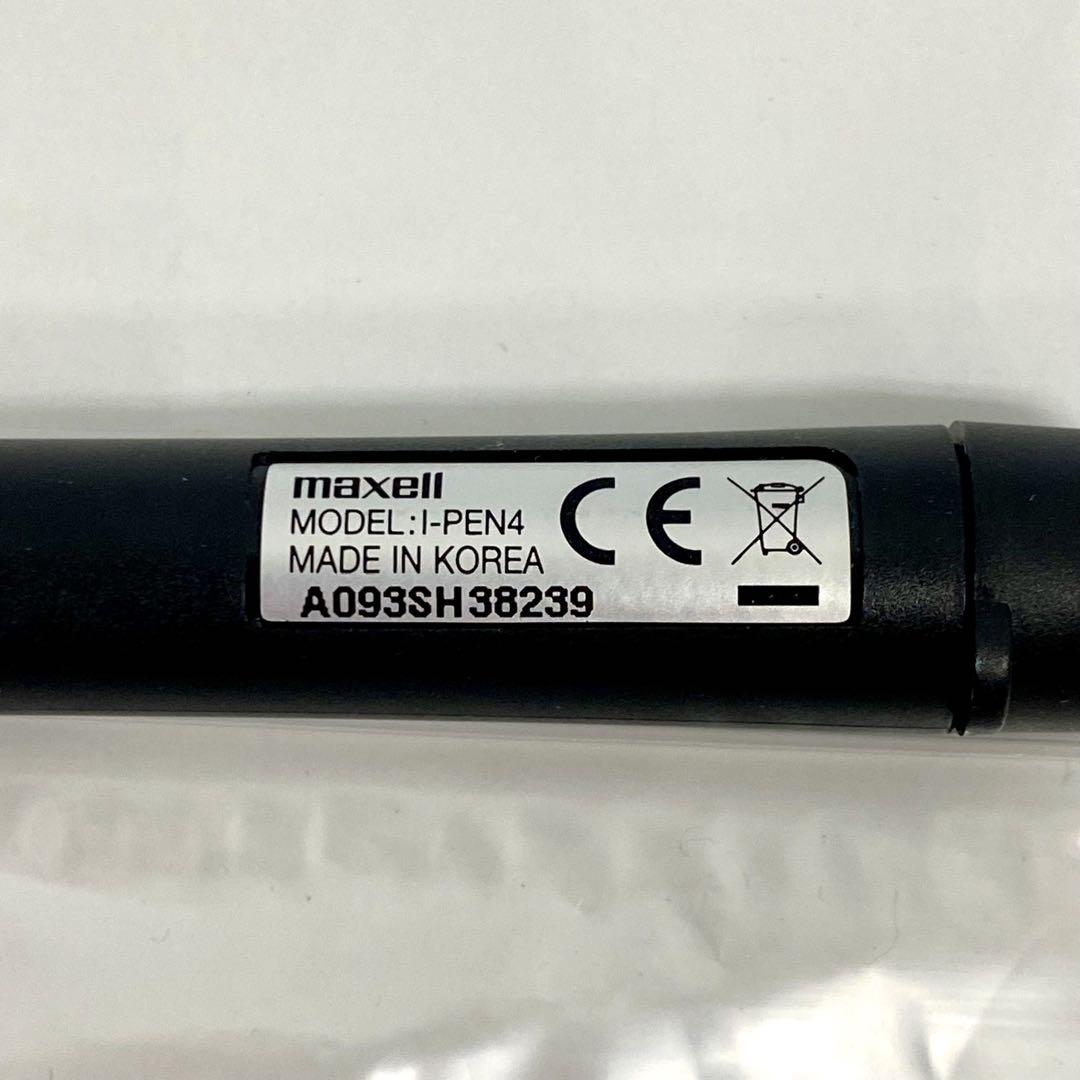 maxell
MODEL:I-PEN4
MADE IN KOREA
A093SH38239
CE